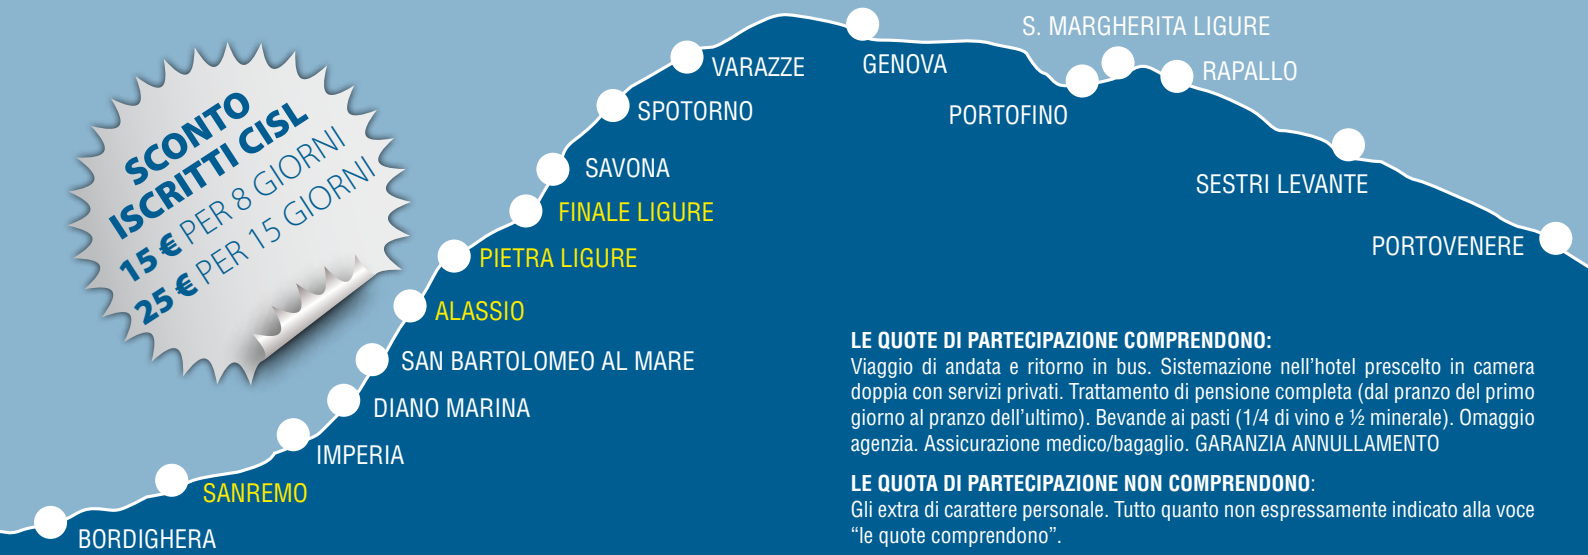 SCONTO
ISCRITTI CISL
15 € PER 8 GIORNI
25 € PER 15 GIORNI
BORDIGHERA
SANREMO
IMPERIA
DIANO MARINA
SAN BARTOLOMEO AL MARE
ALASSIO
PIETRA LIGURE
FINALE LIGURE
SAVONA
SPOTORNO
VARAZZE
GENOVA
PORTOFINO
S. MARGHERITA LIGURE
RAPALLO
SESTRI LEVANTE
PORTOVENERE
LE QUOTE DI PARTECIPAZIONE COMPRENDONO:
Viaggio di andata e ritorno in bus. Sistemazione nell'hotel prescelto in camera
doppia con servizi privati. Trattamento di pensione completa (dal pranzo del primo
giorno al pranzo dell'ultimo). Bevande ai pasti (1/4 di vino e ½ minerale). Omaggio
agenzia. Assicurazione medico/bagaglio. GARANZIA ANNULLAMENTO
LE QUOTA DI PARTECIPAZIONE NON COMPRENDONO:
Gli extra di carattere personale. Tutto quanto non espressamente indicato alla voce
"le quote comprendono".